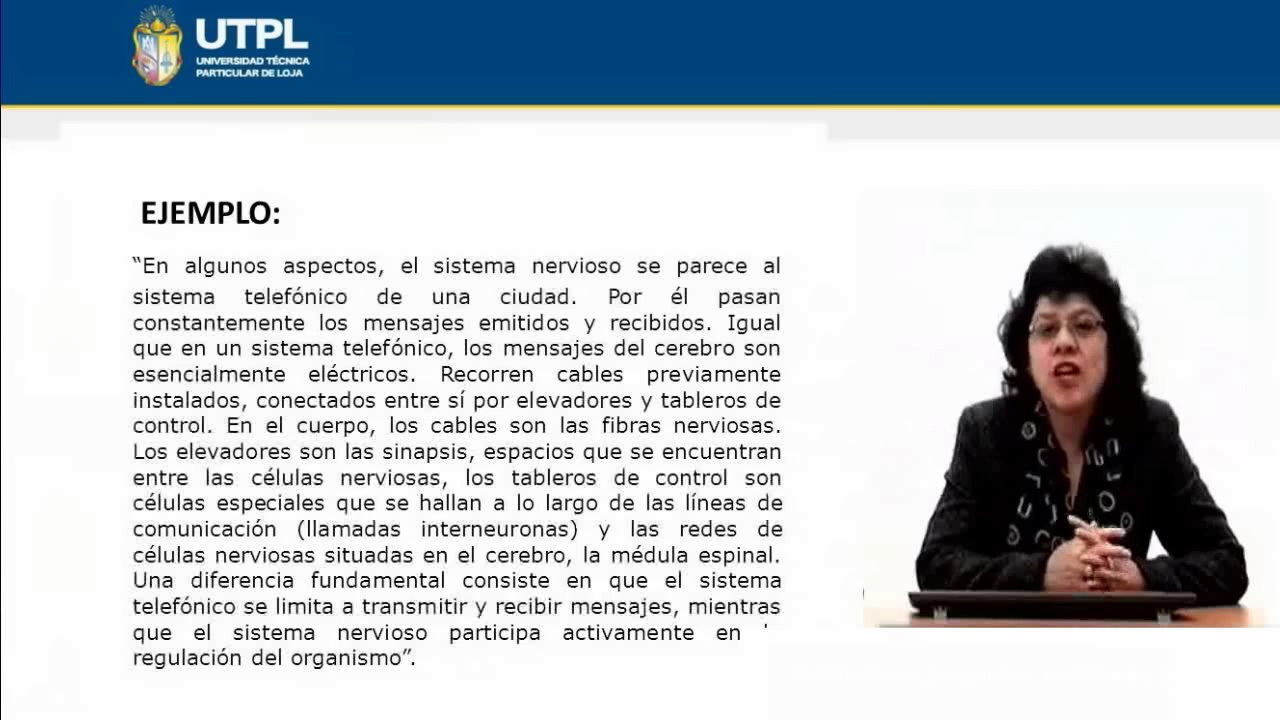 UTPL
UNIVERSIDAD TÉCNICA
PARTICULAR DE LOJA
EJEMPLO:
“En algunos aspectos, el sistema nervioso se parece al
sistema telefónico de una ciudad. Por él pasan
constantemente los mensajes emitidos y recibidos. Igual
que en un sistema telefónico, los mensajes del cerebro son
esencialmente eléctricos. Recorren cables previamente
instalados, conectados entre sí por elevadores y tableros de
control. En el cuerpo, los cables son las fibras nerviosas.
Los elevadores son las sinapsis, espacios que se encuentran
entre las células nerviosas, los tableros de control son
células especiales que se hallan a lo largo de las líneas de
comunicación (llamadas interneuronas) y las redes de
células nerviosas situadas en el cerebro, la médula espinal.
Una diferencia fundamental consiste en que el sistema
telefónico se limita a transmitir y recibir mensajes, mientras
que el sistema nervioso participa activamente en
regulación del organismo”.